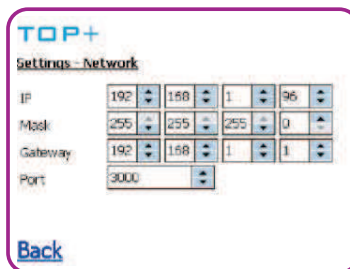 TOP+
Settings - Network
IP 192 168 1 96
Mask 255 255 255 0
Gateway 192 168 1 1
Port 3000
Back